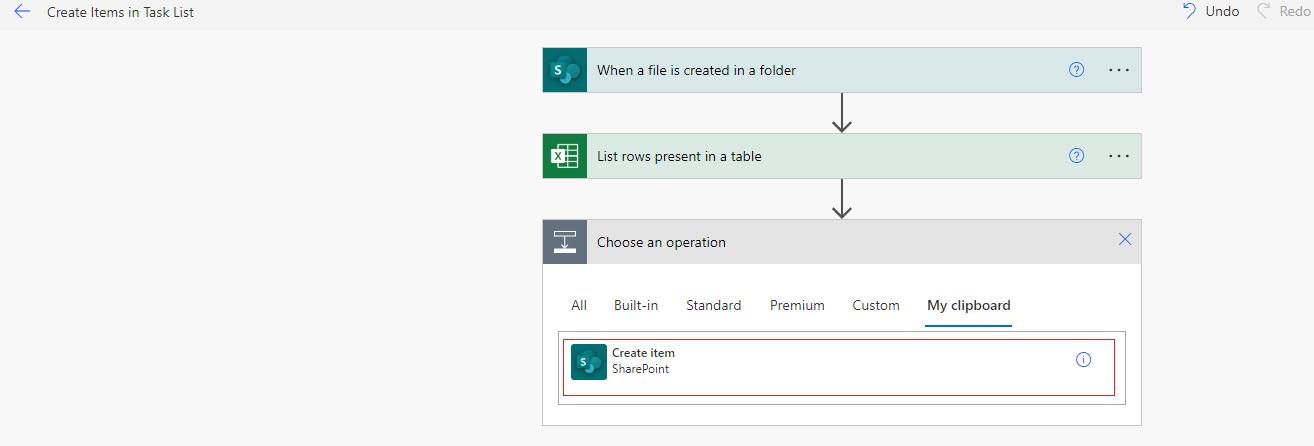 Create Items in Task List
Undo
Redo
S
When a file is created in a folder
?
...
X
List rows present in a table
?
...
Choose an operation
All
Built-in
Standard
Premium
Custom
My clipboard
S
Create item
SharePoint
i